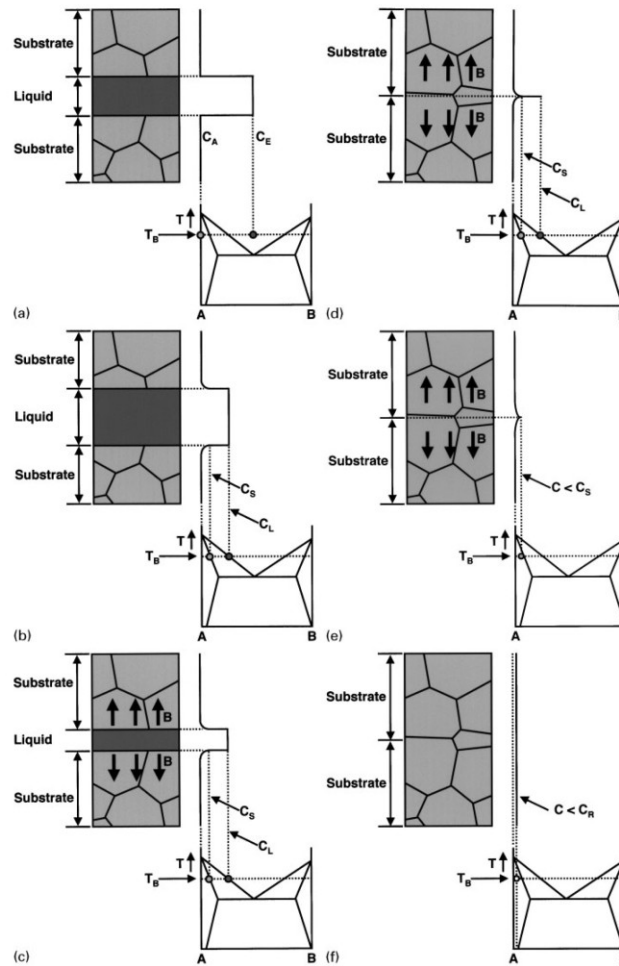 Substrate
Liquid
Substrate
C_A
C_E
T
T_B
A
B
(a)
Substrate
Liquid
Substrate
C_S
C_L
T
T_B
A
B
(b)
Substrate
B
Liquid
B
Substrate
C_S
C_L
T
T_B
A
B
(c)
Substrate
B
B
Substrate
C_S
C_L
T
T_B
A
(d)
Substrate
B
B
Substrate
C < C_S
T
T_B
A
(e)
Substrate
Substrate
C < C_R
T
T_B
A
(f)